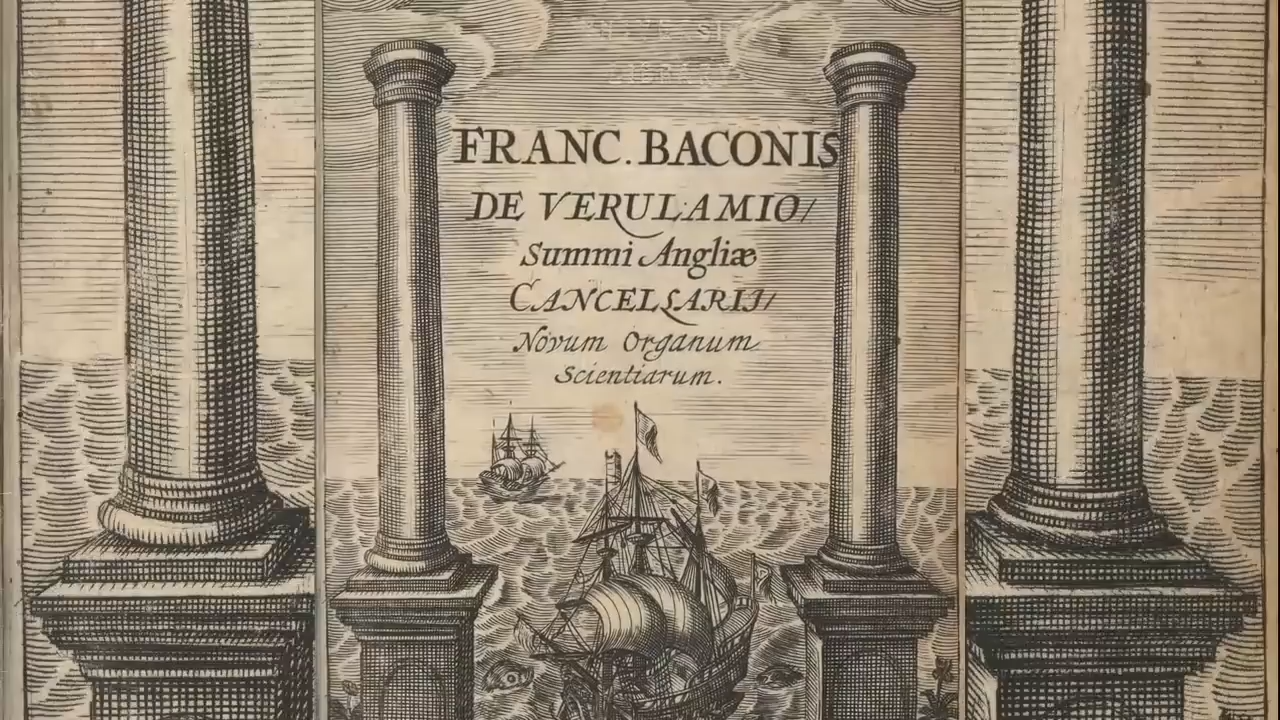 FRANC. BACONIS
DE VERULAMIO/
Summi Angliæ
CANCELLARII/
Novum Organum
Scientiarum.